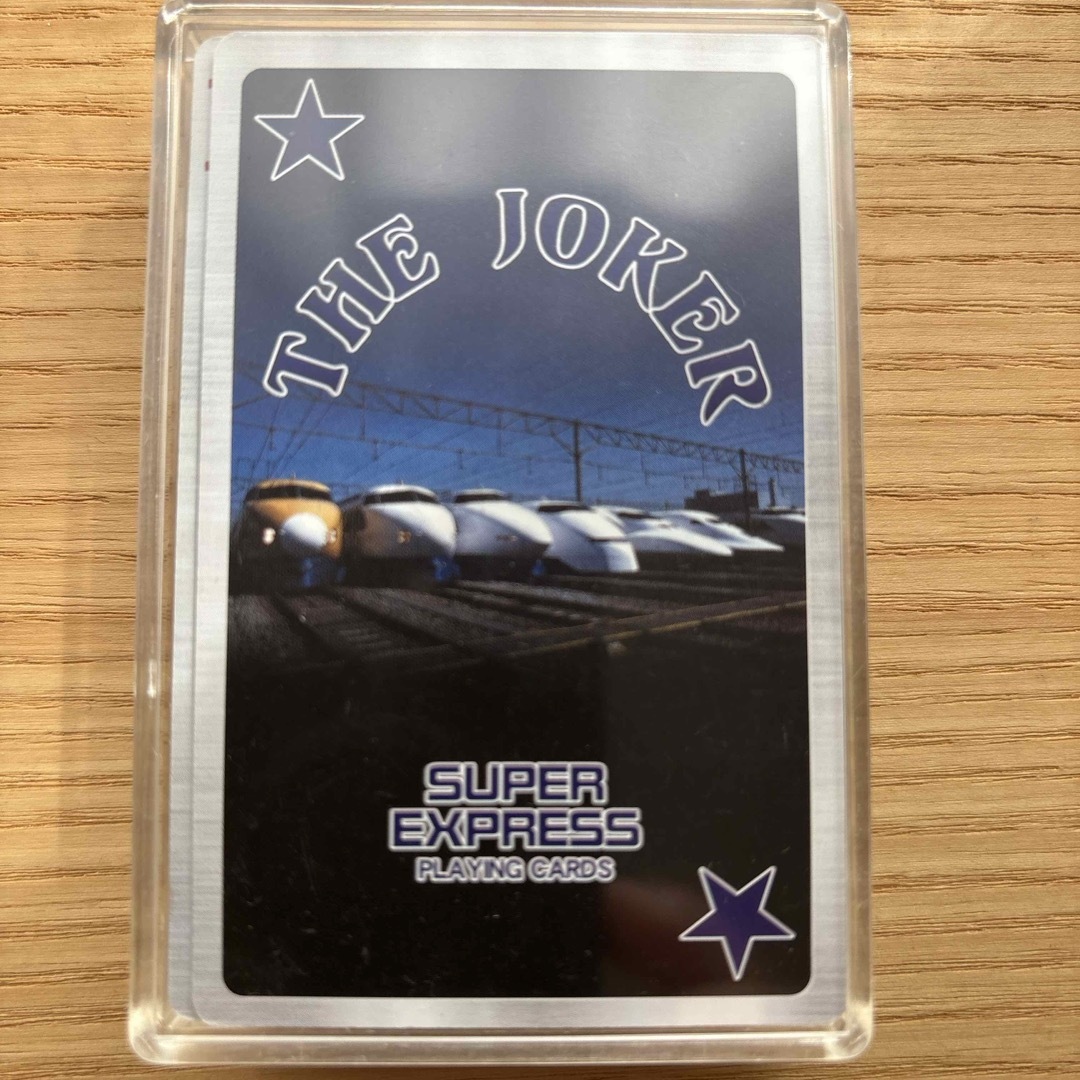 THE JOKER
SUPER
EXPRESS
PLAYING CARDS